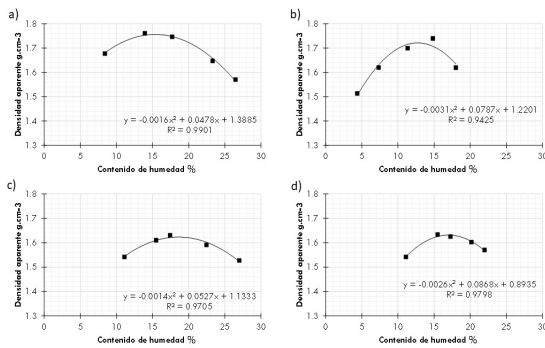 a)
Densidad aparente g.cm-3
1.8
1.7
1.6
1.5
1.4
1.3
y = -0.0016x² + 0.0478x + 1.3885
R² = 0.9901
0 5 10 15 20 25 30
Contenido de humedad %
b)
Densidad aparente g.cm-3
1.8
1.7
1.6
1.5
1.4
1.3
y = -0.0031x² + 0.0787x + 1.2201
R² = 0.9425
0 5 10 15 20 25 30
Contenido de humedad %
c)
Densidad aparente g.cm-3
1.8
1.7
1.6
1.5
1.4
1.3
y = -0.0014x² + 0.0527x + 1.1333
R² = 0.9705
0 5 10 15 20 25 30
Contenido de humedad %
d)
Densidad aparente g.cm-3
1.8
1.7
1.6
1.5
1.4
1.3
y = -0.0026x² + 0.0868x + 0.8935
R² = 0.9798
0 5 10 15 20 25 30
Contenido de humedad %